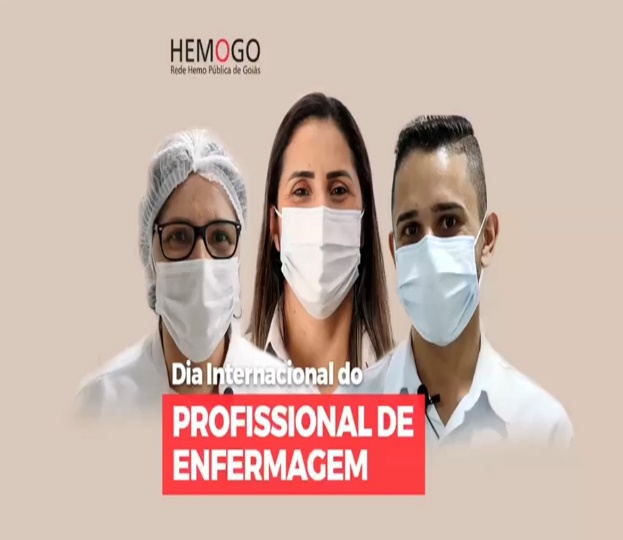 HEMOGO
Rede Hemo Pública de Goiás
Dia Internacional do
PROFISSIONAL DE
ENFERMAGEM